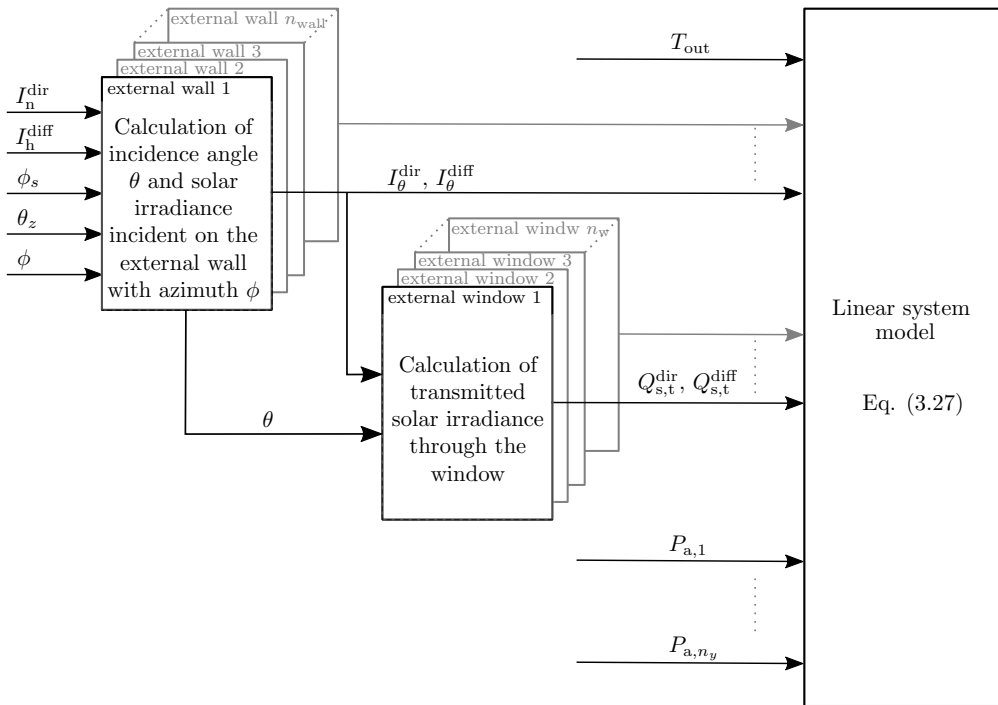 external wall n_wall
external wall 3
external wall 2
external wall 1
I_n^dir
I_h^diff
ϕ_s
θ_z
ϕ
Calculation of
incidence angle
θ and solar
irradiance
incident on the
external wall
with azimuth ϕ
T_out
I_θ^dir, I_θ^diff
external windw n_w
external window 3
external window 2
external window 1
Calculation of
transmitted
solar irradiance
through the
window
θ
Q_s,t^dir, Q_s,t^diff
Linear system
model
Eq. (3.27)
P_a,1
P_a,n_y